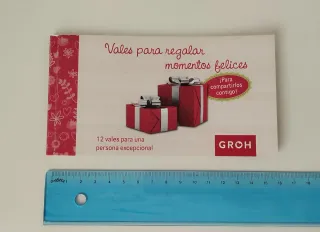 Vales para regalar
momentos felices
¡Para
compartirlos
contigo!
12 vales para una
persona excepcional
GROH